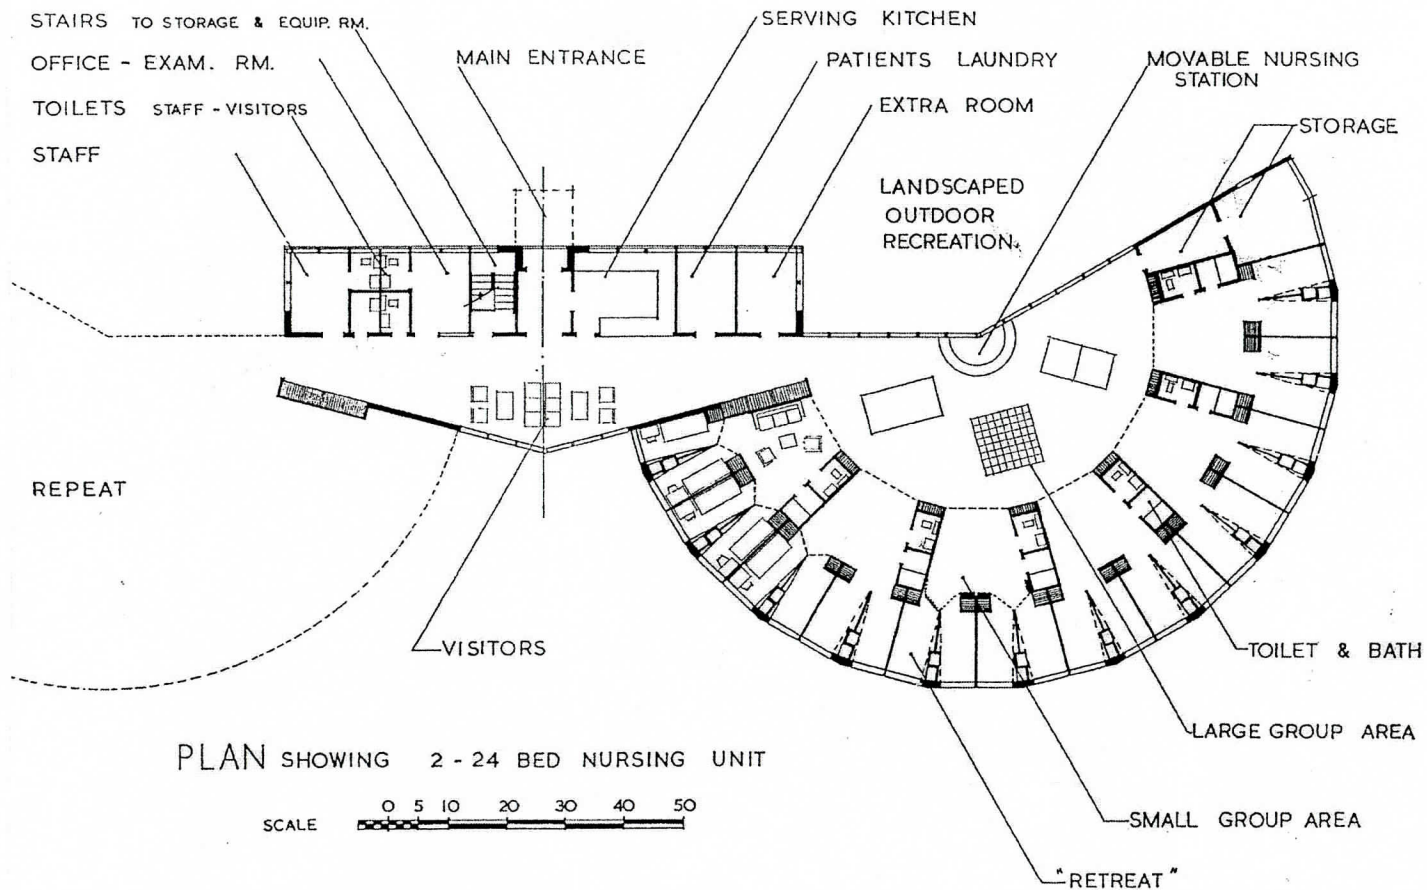 STAIRS TO STORAGE & EQUIP. RM.
OFFICE - EXAM. RM.
TOILETS STAFF - VISITORS
STAFF
MAIN ENTRANCE
SERVING KITCHEN
PATIENTS LAUNDRY
EXTRA ROOM
MOVABLE NURSING
STATION
STORAGE
LANDSCAPED
OUTDOOR
RECREATION
REPEAT
VISITORS
TOILET & BATH
LARGE GROUP AREA
SMALL GROUP AREA
"RETREAT"
PLAN SHOWING 2 - 24 BED NURSING UNIT
SCALE 0 5 10 20 30 40 50